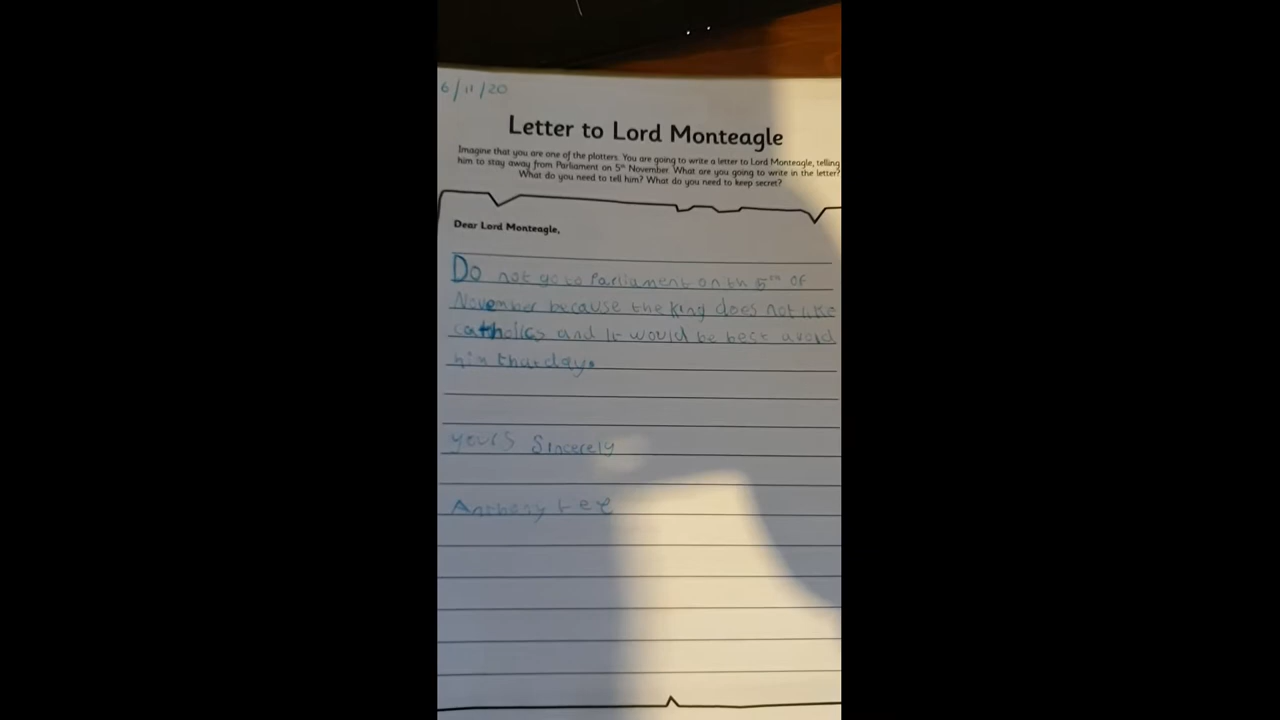 6/11/20
Letter to Lord Monteagle
Imagine that you are one of the plotters. You are going to write a letter to Lord Monteagle, telling
him to stay away from Parliament on 5th November. What are you going to write in the letter?
What do you need to tell him? What do you need to keep secret?
Dear Lord Monteagle,
Do not go to Parliament on th 5th of
November because the King does not like
catholics and it would be best avoid
him that day.
yours Sincerely
Anthony Lee